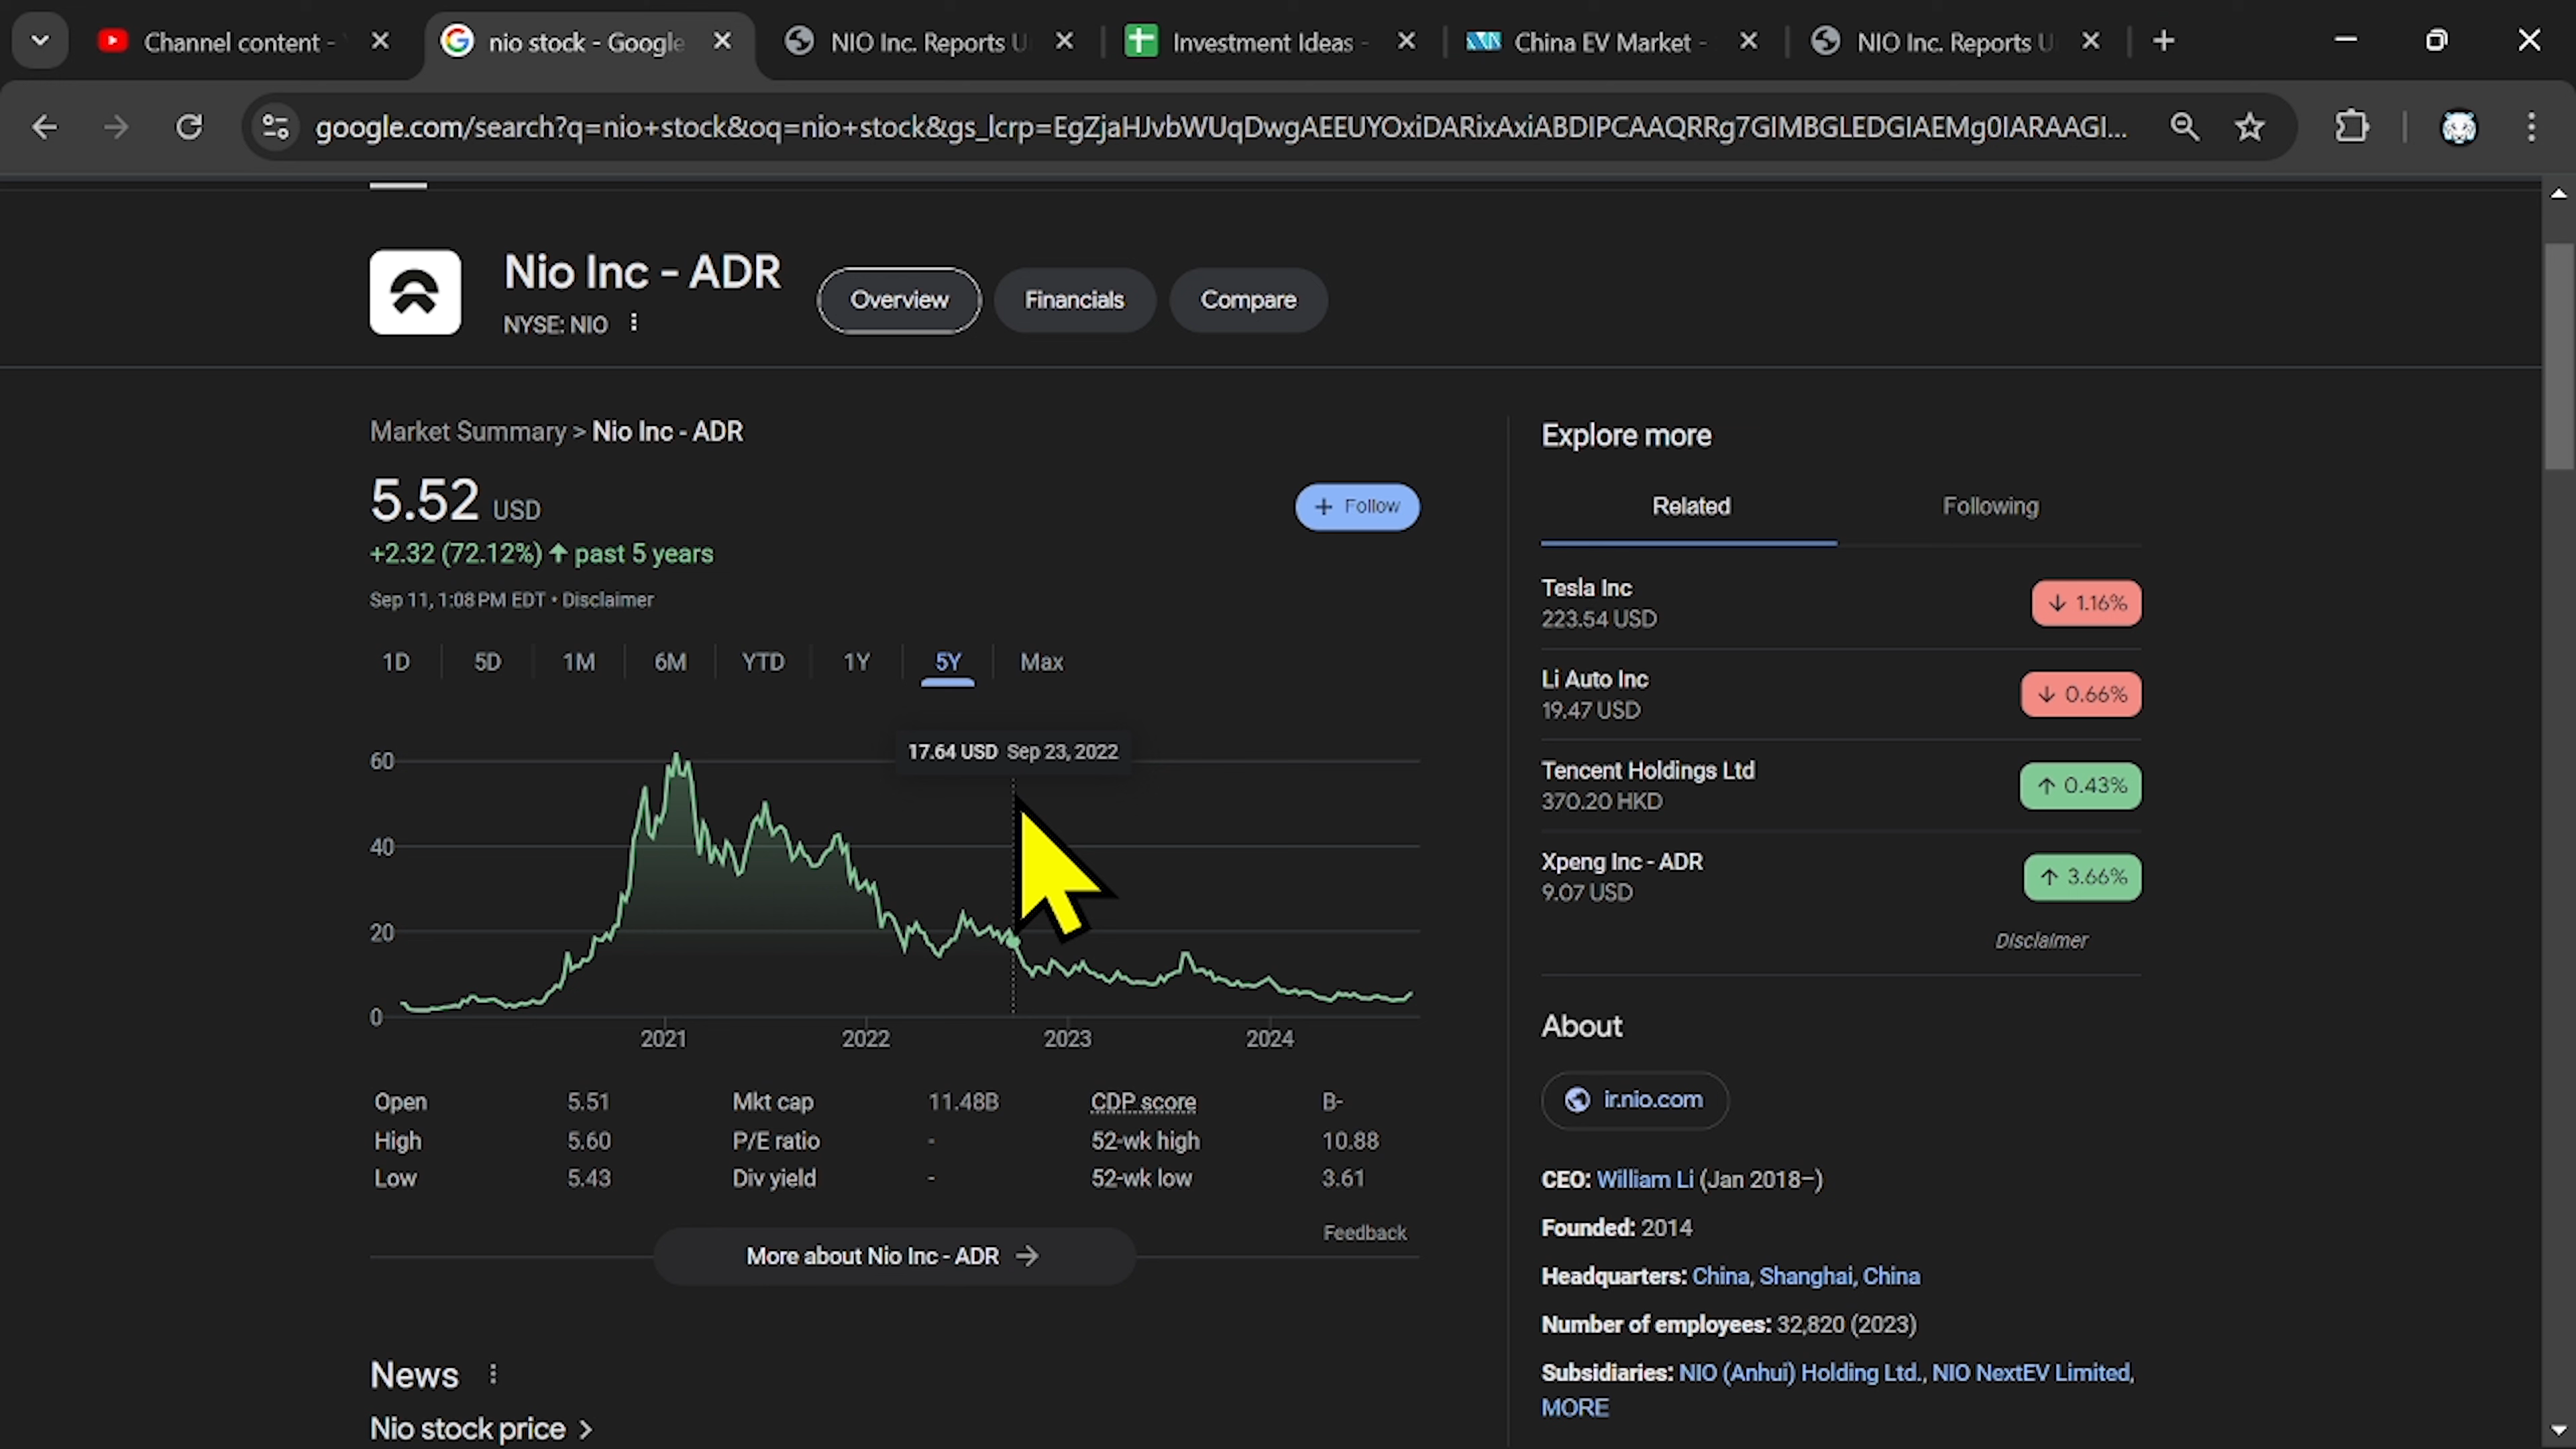 Channel content -
nio stock - Google
NIO Inc. Reports U
Investment Ideas -
China EV Market -
NIO Inc. Reports U
google.com/search?q=nio+stock&oq=nio+stock&gs_lcrp=EgZjaHJvbWUqDwgAEEUYOxiDARixAxiABDIPCAAQRRg7GIMBGLEDGIAEMg0IARAAGI...
Nio Inc - ADR
NYSE: NIO
Overview
Financials
Compare
Market Summary > Nio Inc - ADR
5.52 USD
+ Follow
+2.32 (72.12%) ↑ past 5 years
Sep 11, 1:08 PM EDT • Disclaimer
1D 5D 1M 6M YTD 1Y 5Y Max
17.64 USD Sep 23, 2022
60
40
20
0
2021 2022 2023 2024
Open 5.51 Mkt cap 11.48B CDP score B-
High 5.60 P/E ratio - 52-wk high 10.88
Low 5.43 Div yield - 52-wk low 3.61
Feedback
More about Nio Inc - ADR →
News
Nio stock price >
Explore more
Related Following
Tesla Inc
223.54 USD
↓ 1.16%
Li Auto Inc
19.47 USD
↓ 0.66%
Tencent Holdings Ltd
370.20 HKD
↑ 0.43%
Xpeng Inc - ADR
9.07 USD
↑ 3.66%
Disclaimer
About
ir.nio.com
CEO: William Li (Jan 2018–)
Founded: 2014
Headquarters: China, Shanghai, China
Number of employees: 32,820 (2023)
Subsidiaries: NIO (Anhui) Holding Ltd., NIO NextEV Limited,
MORE